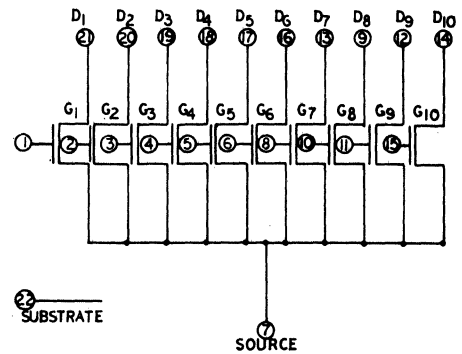 D1 D2 D3 D4 D5 D6 D7 D8 D9 D10
21 20 19 18 17 16 13 9 12 14
G1 G2 G3 G4 G5 G6 G7 G8 G9 G10
1 2 3 4 5 6 8 10 11 15
22
SUBSTRATE
7
SOURCE